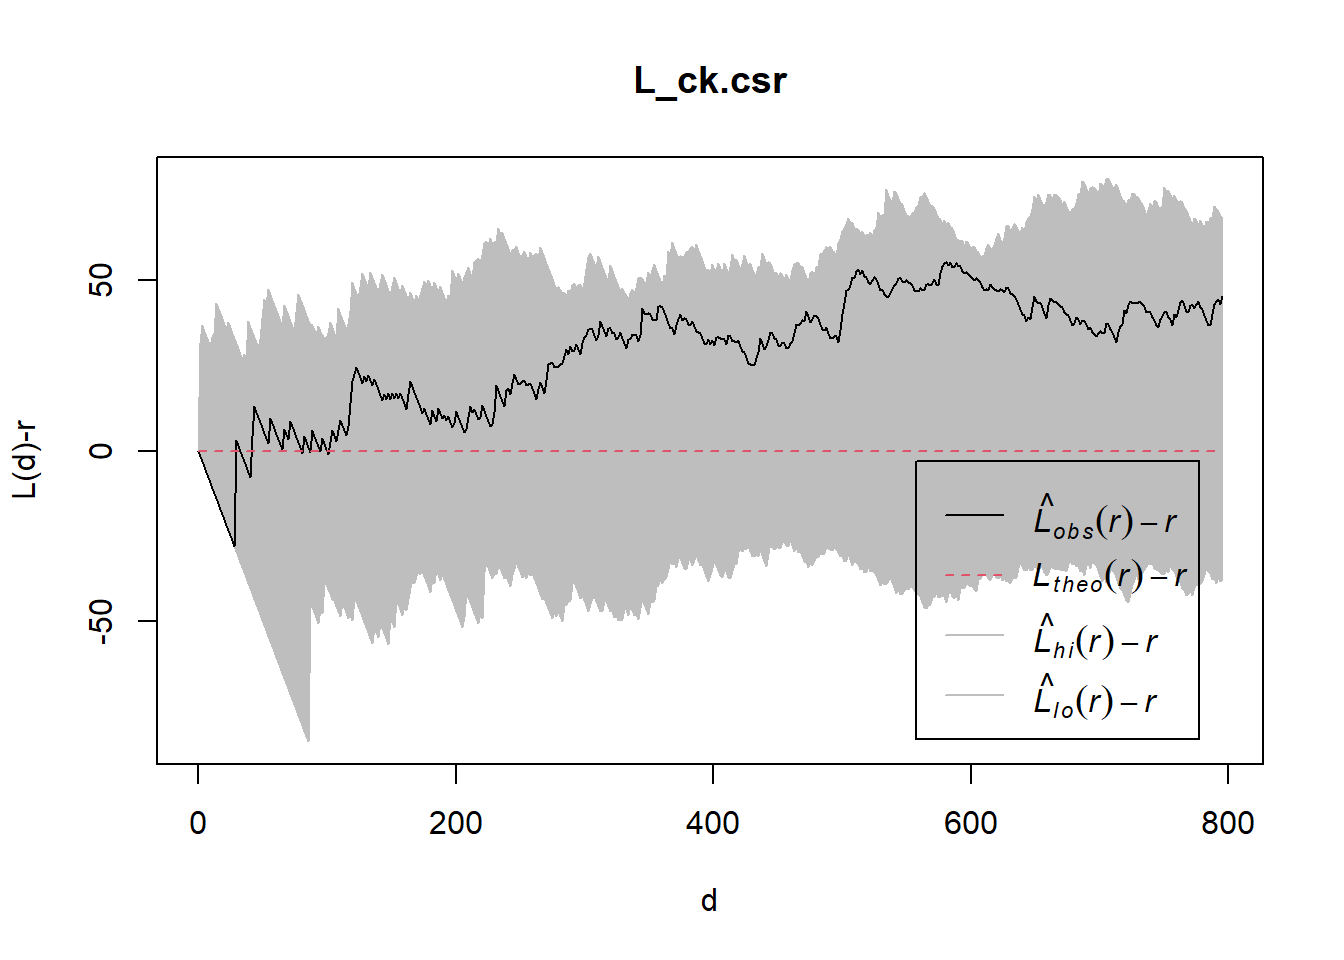 L_ck.csr
L(d)-r
50
0
-50
0 200 400 600 800
d
L̂obs(r) – r
Ltheo(r) – r
L̂hi(r) – r
L̂lo(r) – r